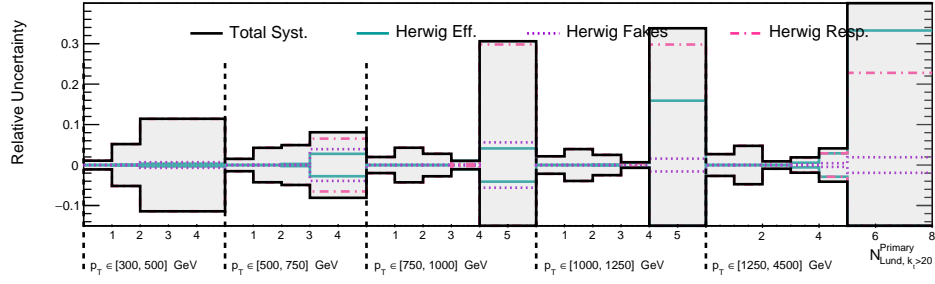 Total Syst. Herwig Eff. Herwig Fakes Herwig Resp.
Relative Uncertainty
0.3
0.2
0.1
0
−0.1
1 2 3 4 1 2 3 4 1 2 3 4 5 1 2 3 4 5 2 4 6 8
p_T ∈ [300, 500] GeV p_T ∈ [500, 750] GeV p_T ∈ [750, 1000] GeV p_T ∈ [1000, 1250] GeV p_T ∈ [1250, 4500] GeV
N^Primary_Lund, k_t>20